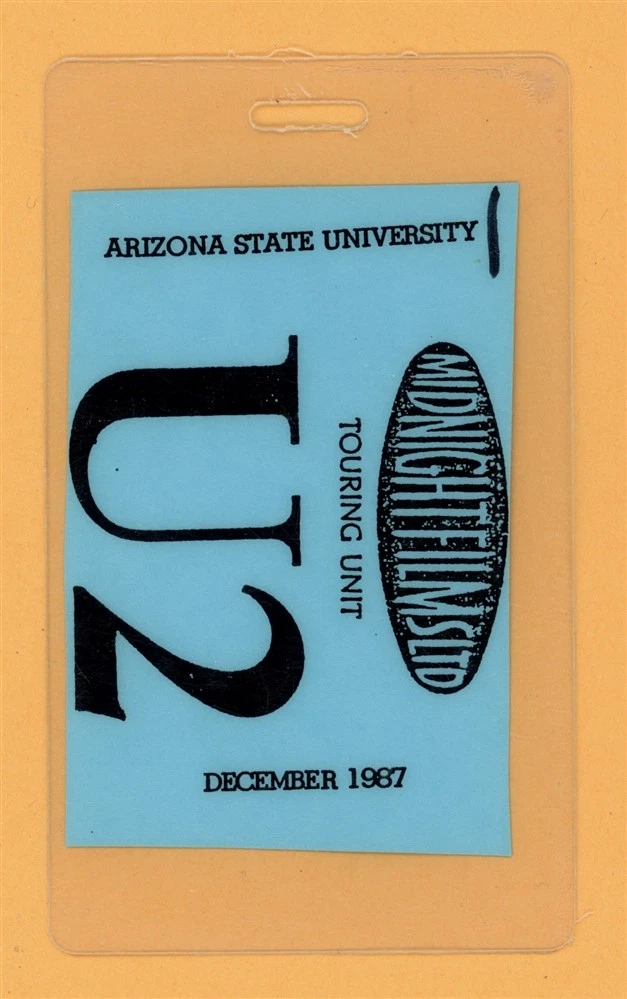 ARIZONA STATE UNIVERSITY
MIDNIGHT FILMS LTD
TOURING UNIT
U2
DECEMBER 1987